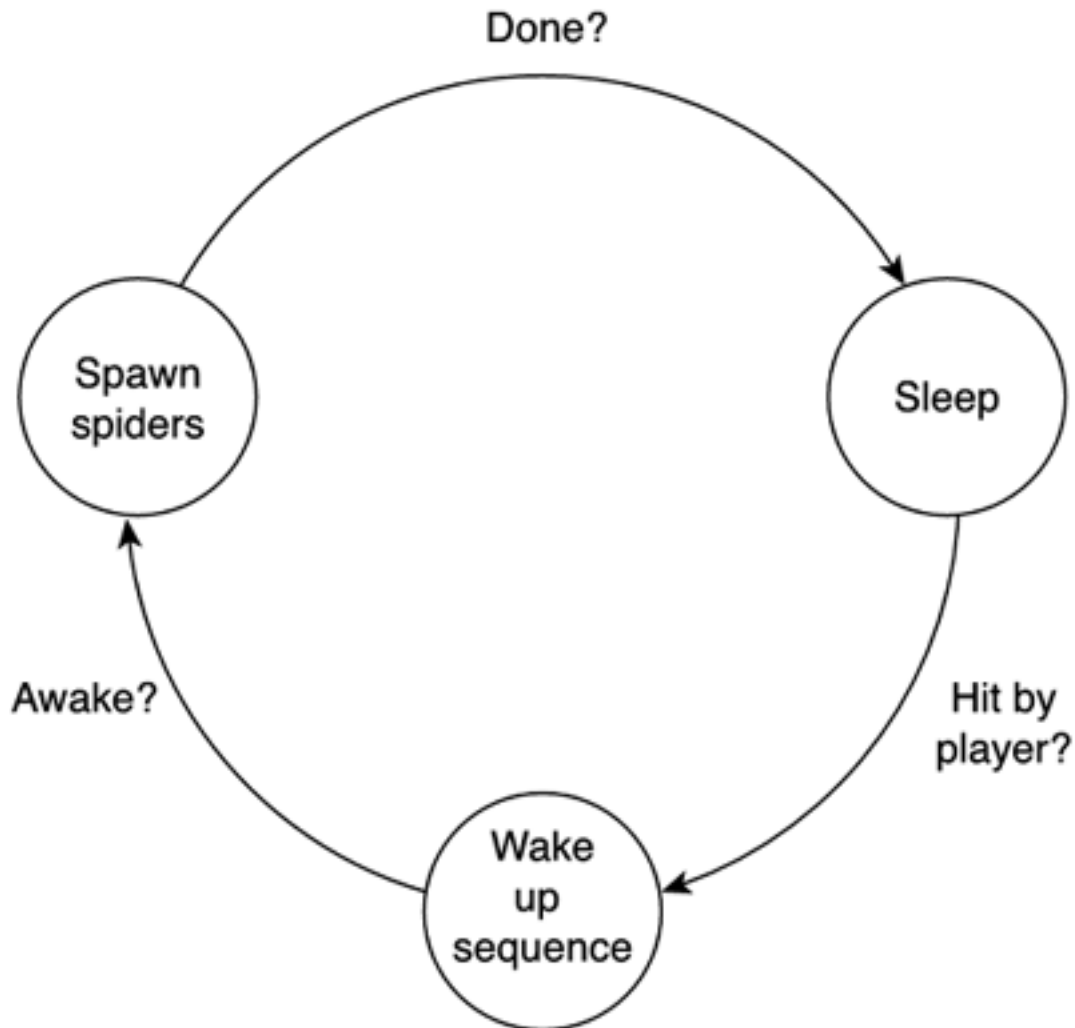 Done?
Spawn
spiders
Sleep
Awake?
Hit by
player?
Wake
up
sequence